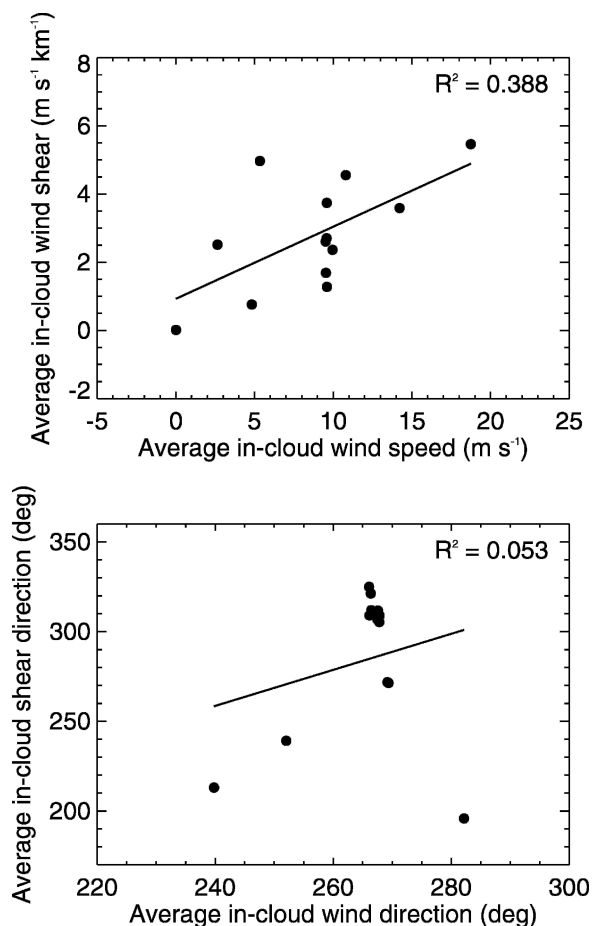 R² = 0.388
Average in-cloud wind shear (m s⁻¹ km⁻¹)
8
6
4
2
0
-2
-5 0 5 10 15 20 25
Average in-cloud wind speed (m s⁻¹)
R² = 0.053
Average in-cloud shear direction (deg)
350
300
250
200
220 240 260 280 300
Average in-cloud wind direction (deg)